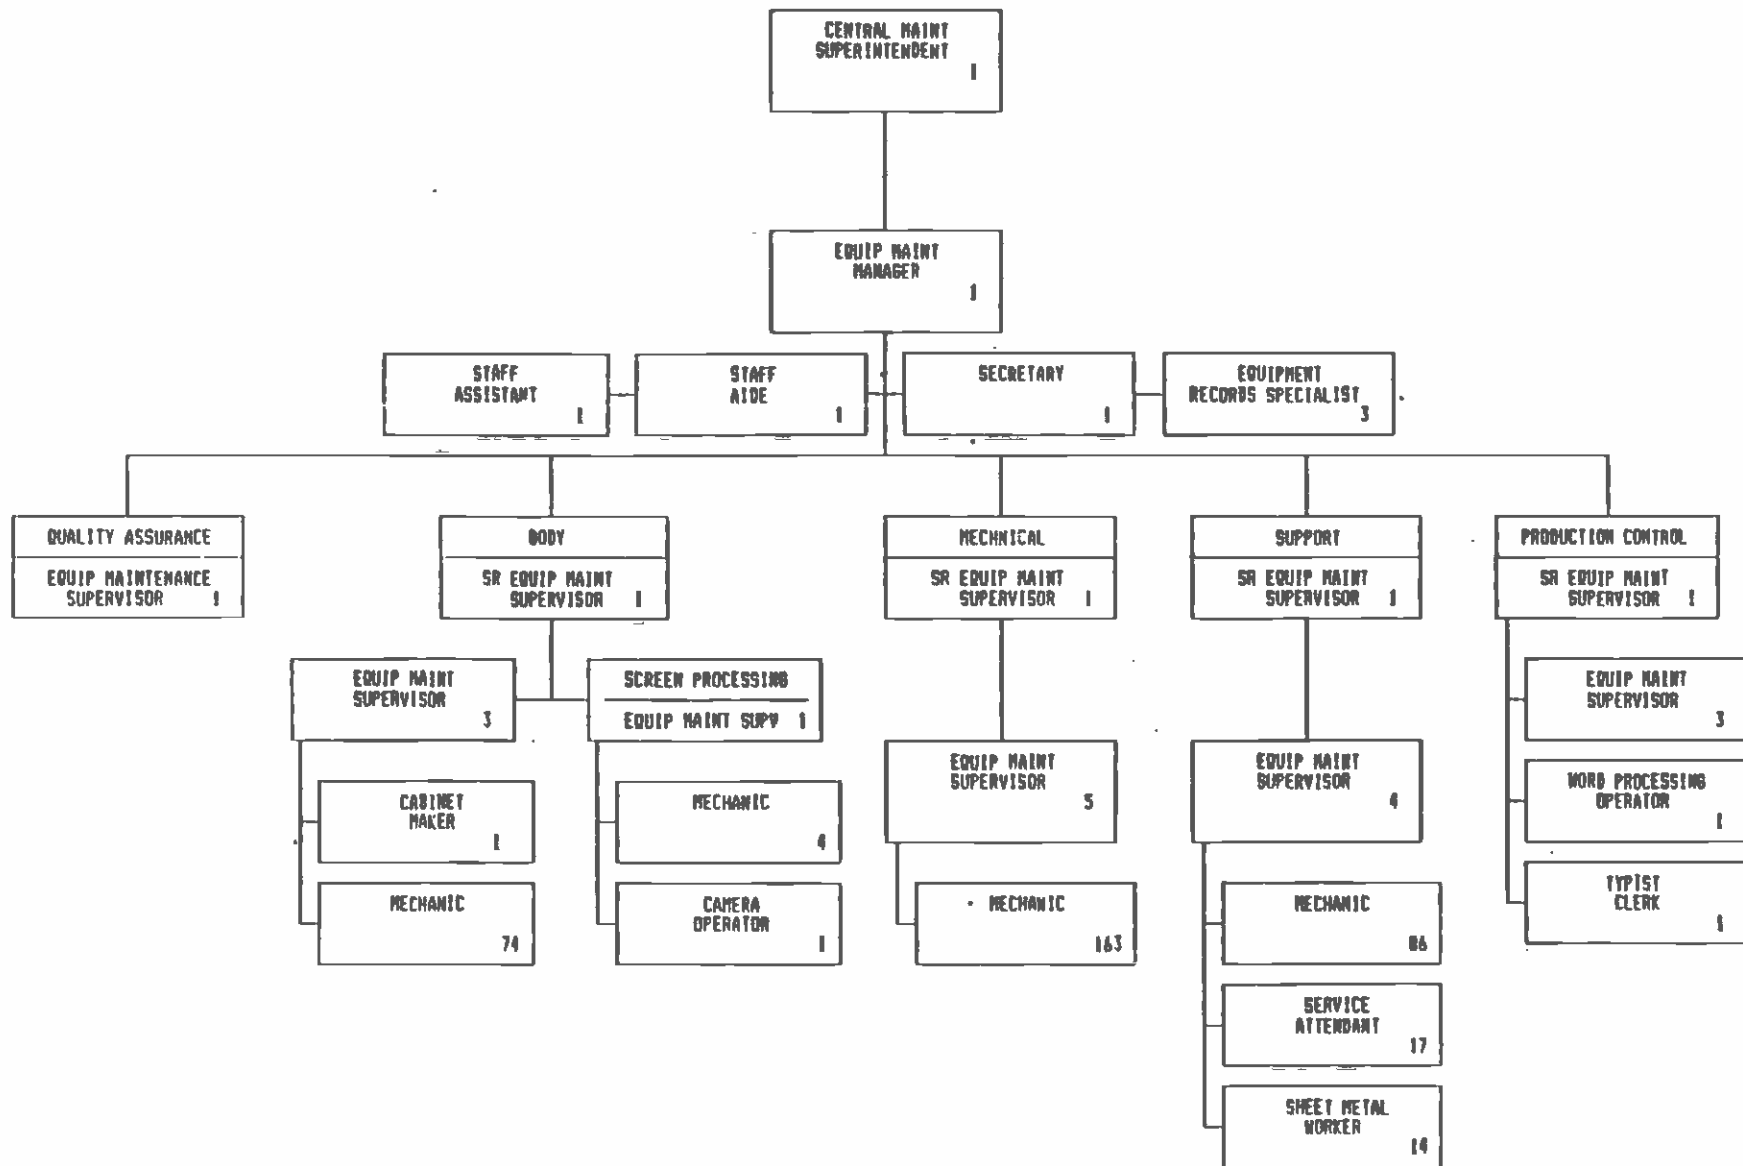 CENTRAL MAINT
SUPERINTENDENT
1
EQUIP MAINT
MANAGER
1
STAFF
ASSISTANT
1
STAFF
AIDE
1
SECRETARY
1
EQUIPMENT
RECORDS SPECIALIST
3
QUALITY ASSURANCE
EQUIP MAINTENANCE
SUPERVISOR 1
BODY
SR EQUIP MAINT
SUPERVISOR 1
MECHNICAL
SR EQUIP MAINT
SUPERVISOR 1
SUPPORT
SR EQUIP MAINT
SUPERVISOR 1
PRODUCTION CONTROL
SR EQUIP MAINT
SUPERVISOR 1
EQUIP MAINT
SUPERVISOR
3
CABINET
MAKER
1
MECHANIC
74
SCREEN PROCESSING
EQUIP MAINT SUPV 1
MECHANIC
4
CAMERA
OPERATOR
1
EQUIP MAINT
SUPERVISOR
5
MECHANIC
163
EQUIP MAINT
SUPERVISOR
4
MECHANIC
86
SERVICE
ATTENDANT
17
SHEET METAL
WORKER
14
EQUIP MAINT
SUPERVISOR
3
WORD PROCESSING
OPERATOR
1
TYPIST
CLERK
1